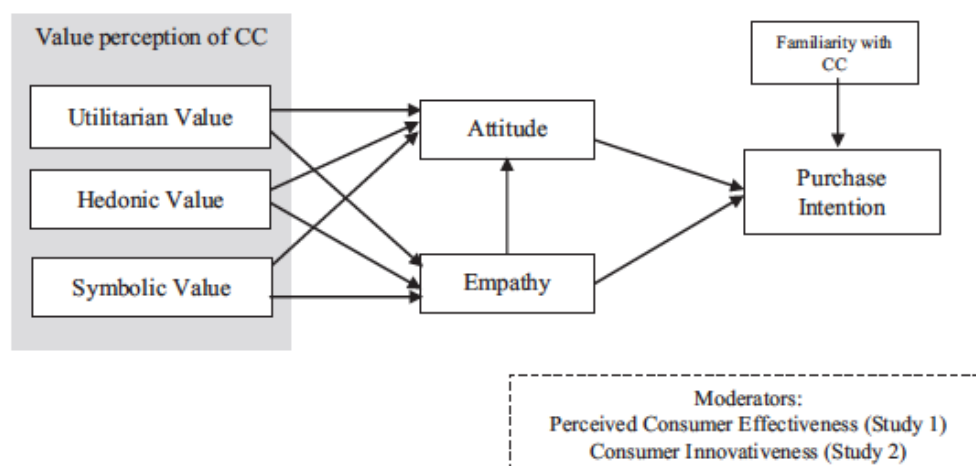 Value perception of CC
Utilitarian Value
Hedonic Value
Symbolic Value
Attitude
Empathy
Familiarity with
CC
Purchase
Intention
Moderators:
Perceived Consumer Effectiveness (Study 1)
Consumer Innovativeness (Study 2)